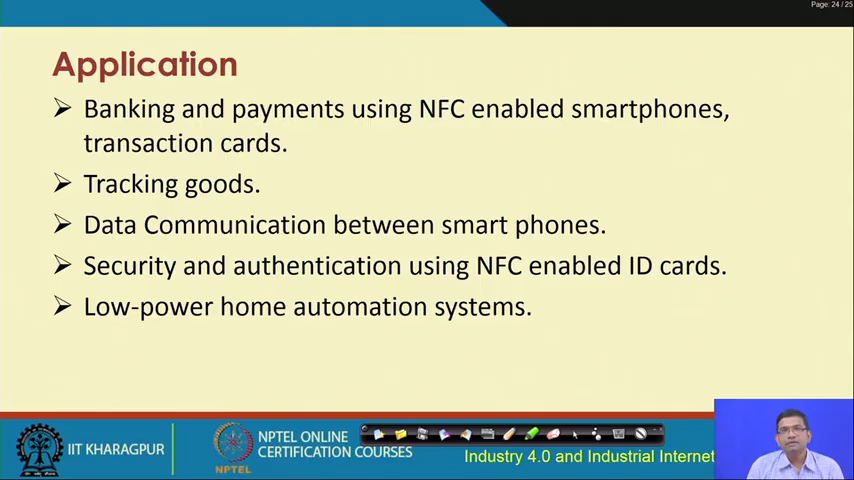 Page: 24 / 25
Application
➤ Banking and payments using NFC enabled smartphones,
transaction cards.
➤ Tracking goods.
➤ Data Communication between smart phones.
➤ Security and authentication using NFC enabled ID cards.
➤ Low-power home automation systems.
IIT KHARAGPUR
NPTEL
NPTEL ONLINE
CERTIFICATION COURSES
Industry 4.0 and Industrial Internet